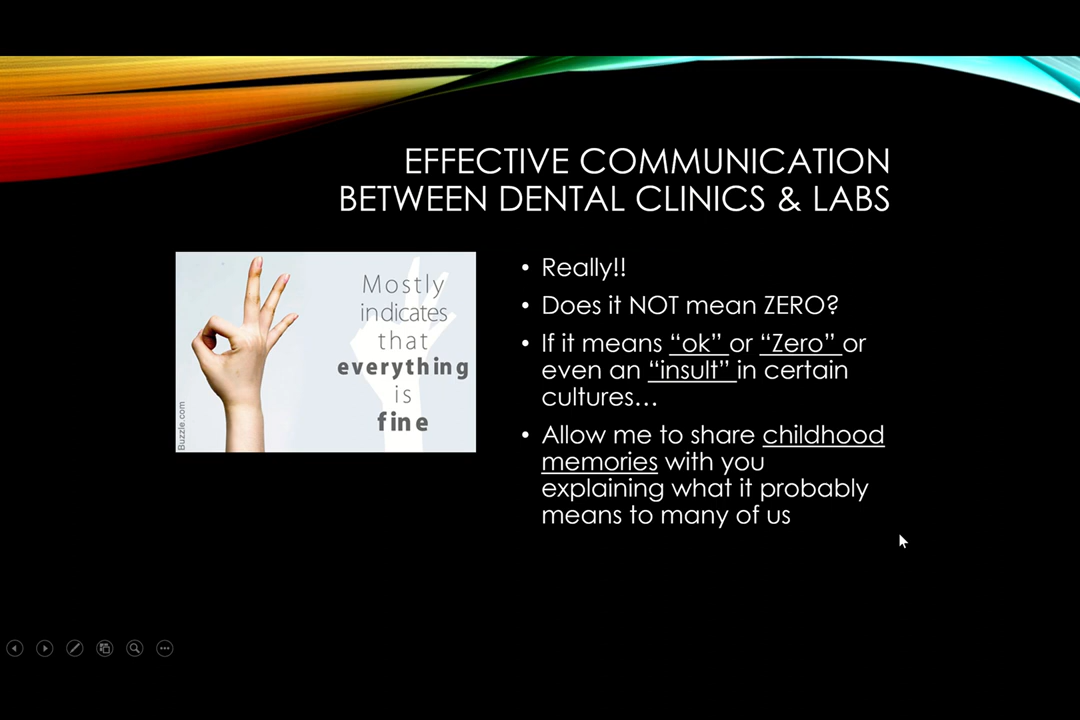 EFFECTIVE COMMUNICATION
BETWEEN DENTAL CLINICS & LABS
Mostly
indicates
that
everything
is
fine
Buzzle.com
• Really!!
• Does it NOT mean ZERO?
• If it means “ok” or “Zero” or
even an “insult” in certain
cultures…
• Allow me to share childhood
memories with you
explaining what it probably
means to many of us